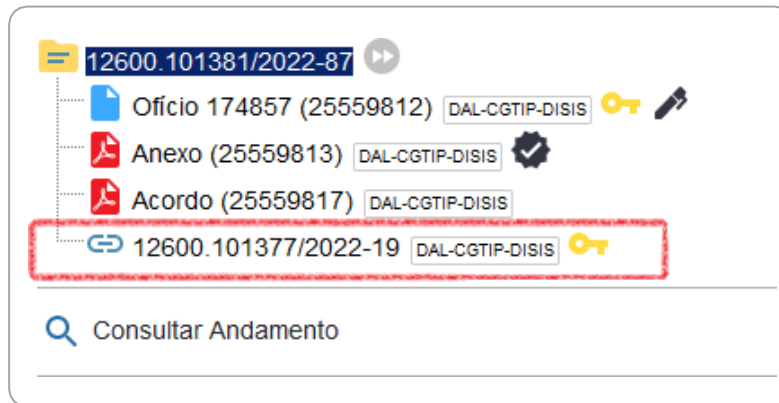 12600.101381/2022-87
Ofício 174857 (25559812) DAL-CGTIP-DISIS
Anexo (25559813) DAL-CGTIP-DISIS
Acordo (25559817) DAL-CGTIP-DISIS
12600.101377/2022-19 DAL-CGTIP-DISIS
Consultar Andamento